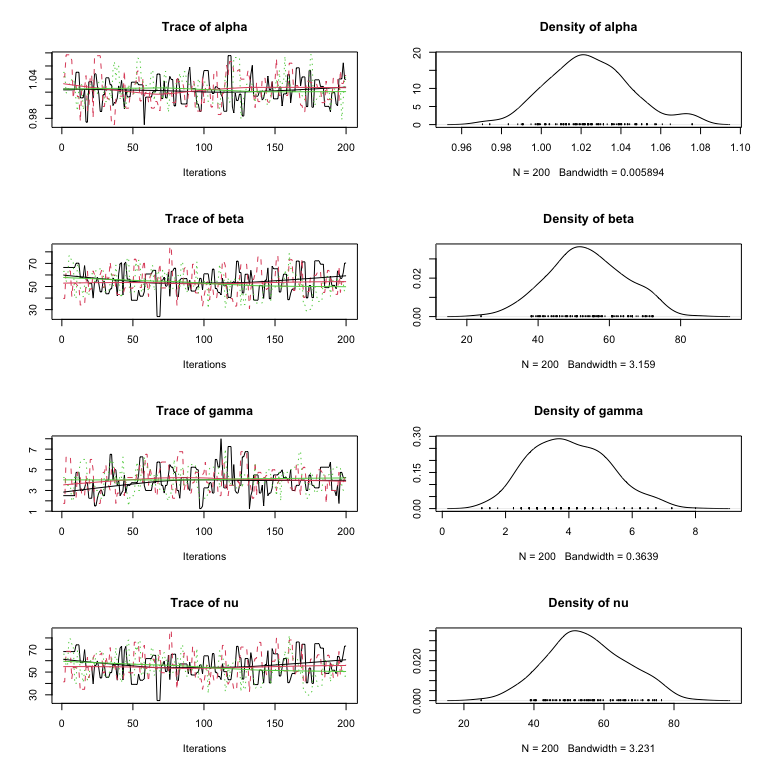 Trace of alpha
0.98 1.04
0 50 100 150 200
Iterations
Density of alpha
0 5 10 20
0.96 0.98 1.00 1.02 1.04 1.06 1.08 1.10
N = 200 Bandwidth = 0.005894
Trace of beta
30 50 70
0 50 100 150 200
Iterations
Density of beta
0.00 0.02
20 40 60 80
N = 200 Bandwidth = 3.159
Trace of gamma
1 3 5 7
0 50 100 150 200
Iterations
Density of gamma
0.00 0.15 0.30
0 2 4 6 8
N = 200 Bandwidth = 0.3639
Trace of nu
30 50 70
0 50 100 150 200
Iterations
Density of nu
0.000 0.020
20 40 60 80
N = 200 Bandwidth = 3.231